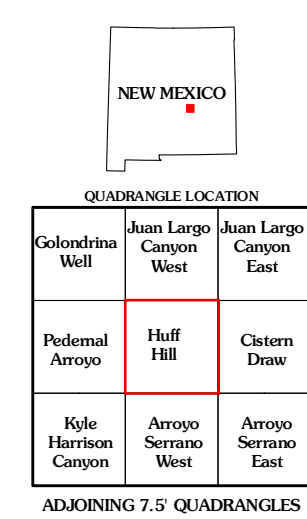 NEW MEXICO
QUADRANGLE LOCATION
Golondrina
Well
Juan Largo
Canyon
West
Juan Largo
Canyon
East
Pedernal
Arroyo
Huff
Hill
Cistern
Draw
Kyle
Harrison
Canyon
Arroyo
Serrano
West
Arroyo
Serrano
East
ADJOINING 7.5' QUADRANGLES